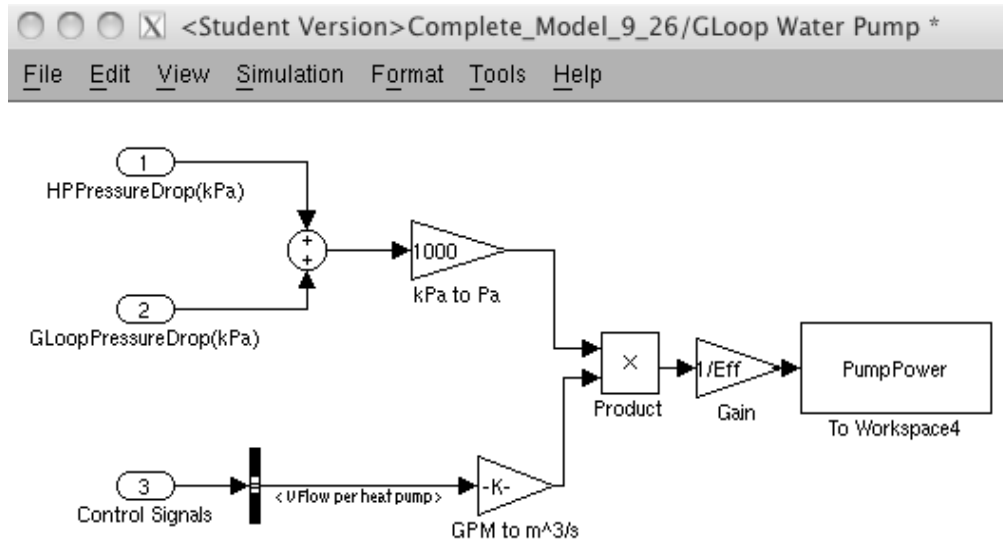 <Student Version>Complete_Model_9_26/GLoop Water Pump *
File Edit View Simulation Format Tools Help
1
HPPressureDrop(kPa)
+
+
1000
kPa to Pa
2
GLoopPressureDrop(kPa)
×
Product
1/Eff
Gain
PumpPower
To Workspace4
3
Control Signals
<VFlow per heat pump>
-K-
GPM to m^3/s